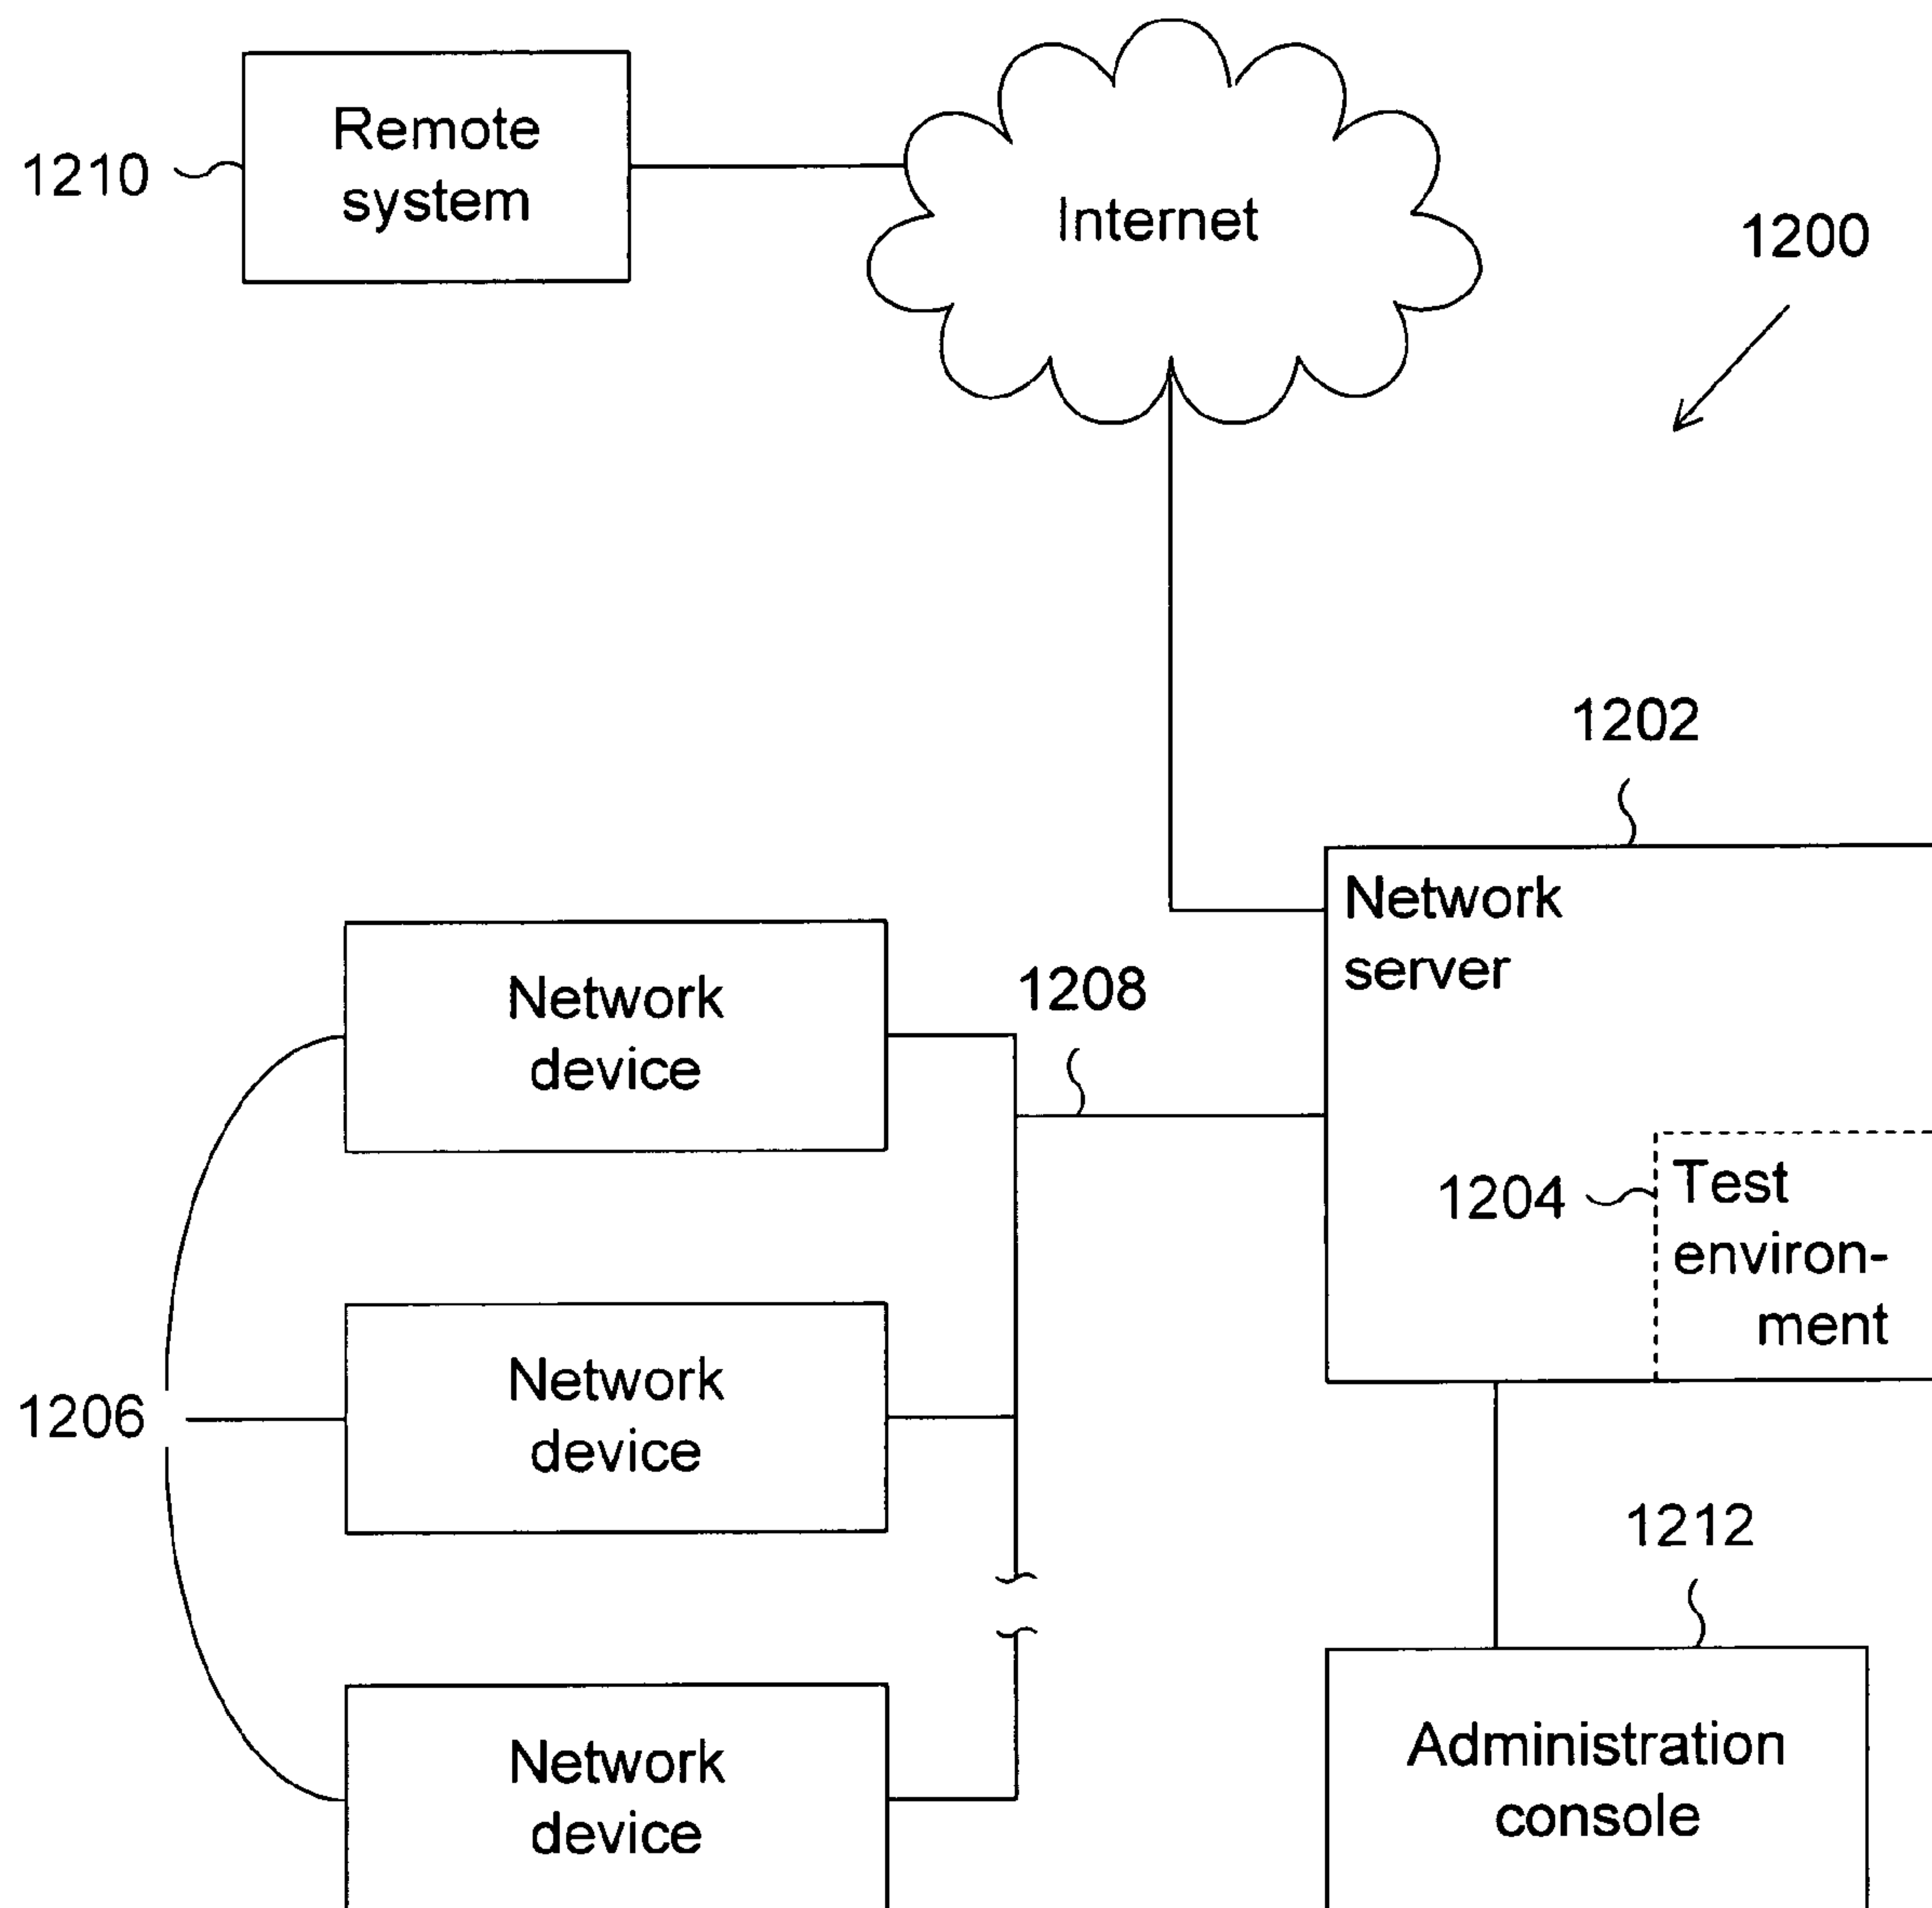 Remote
system
1210
Internet
1200
1202
Network
server
Network
device
1208
1204
Test
environ-
ment
Network
device
1206
1212
Network
device
Administration
console